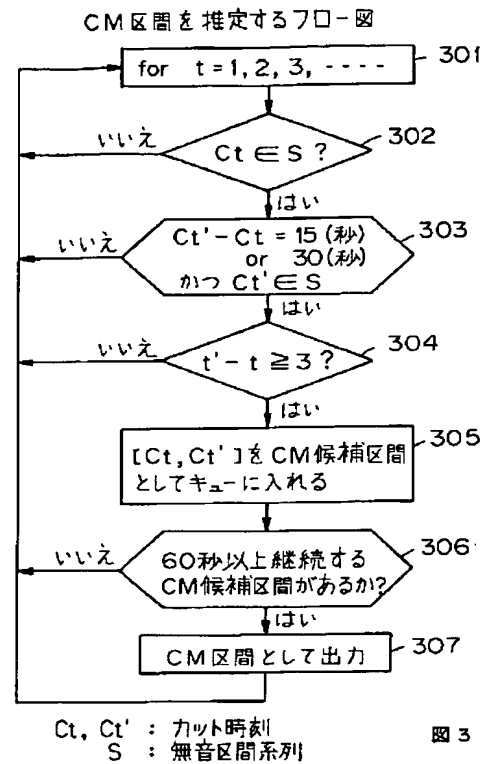 CM区間を推定するフロー図
for t=1,2,3,----
301
302
いいえ
Ct∈S?
はい
303
いいえ
Ct'-Ct=15(秒)
or 30(秒)
かつ Ct'∈S
はい
304
いいえ
t'-t≧3?
はい
305
[Ct,Ct']をCM候補区間
としてキューに入れる
306
いいえ
60秒以上継続する
CM候補区間があるか?
はい
307
CM区間として出力
Ct, Ct' : カット時刻
S : 無音区間系列
図3